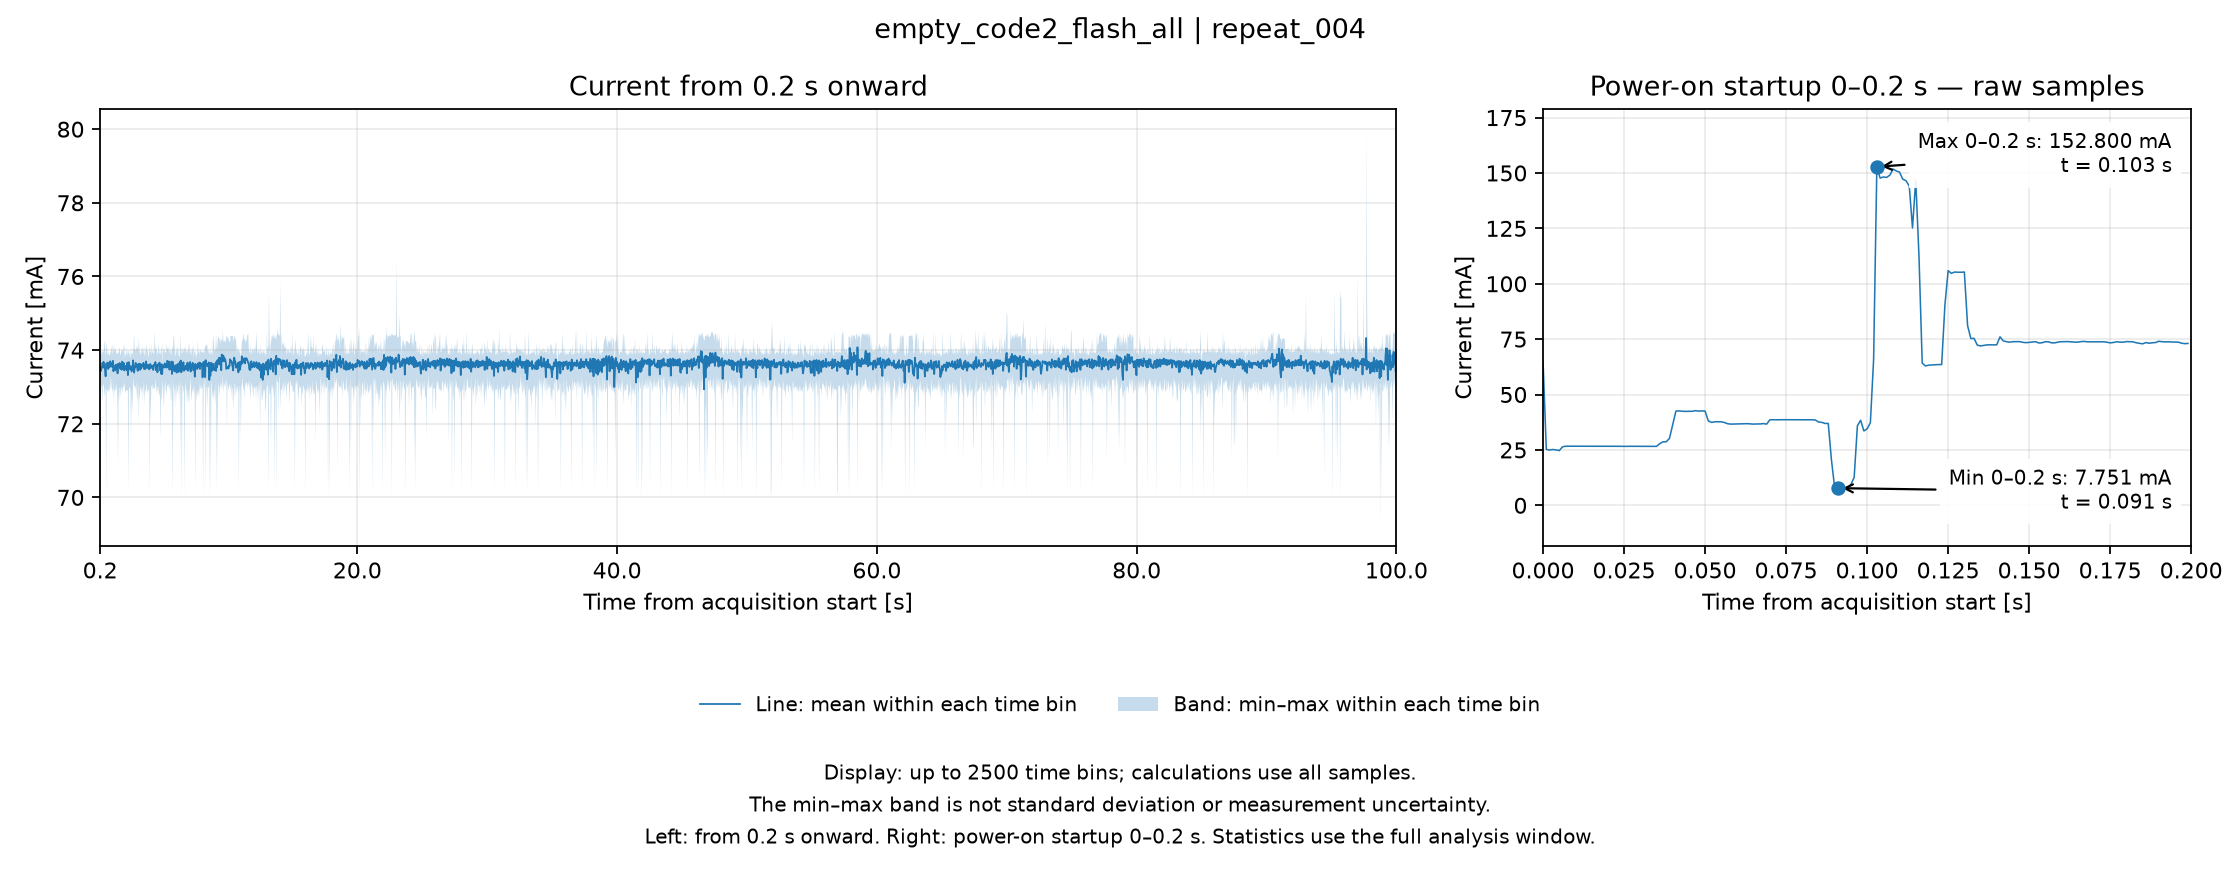 empty_code2_flash_all | repeat_004
Current from 0.2 s onward
80
78
76
74
72
70
Current [mA]
0.2
20.0
40.0
60.0
80.0
100.0
Time from acquisition start [s]
Power-on startup 0–0.2 s — raw samples
175
150
125
100
75
50
25
0
Current [mA]
Max 0–0.2 s: 152.800 mA
t = 0.103 s
Min 0–0.2 s: 7.751 mA
t = 0.091 s
0.000
0.025
0.050
0.075
0.100
0.125
0.150
0.175
0.200
Time from acquisition start [s]
Line: mean within each time bin
Band: min–max within each time bin
Display: up to 2500 time bins; calculations use all samples.
The min–max band is not standard deviation or measurement uncertainty.
Left: from 0.2 s onward. Right: power-on startup 0–0.2 s. Statistics use the full analysis window.